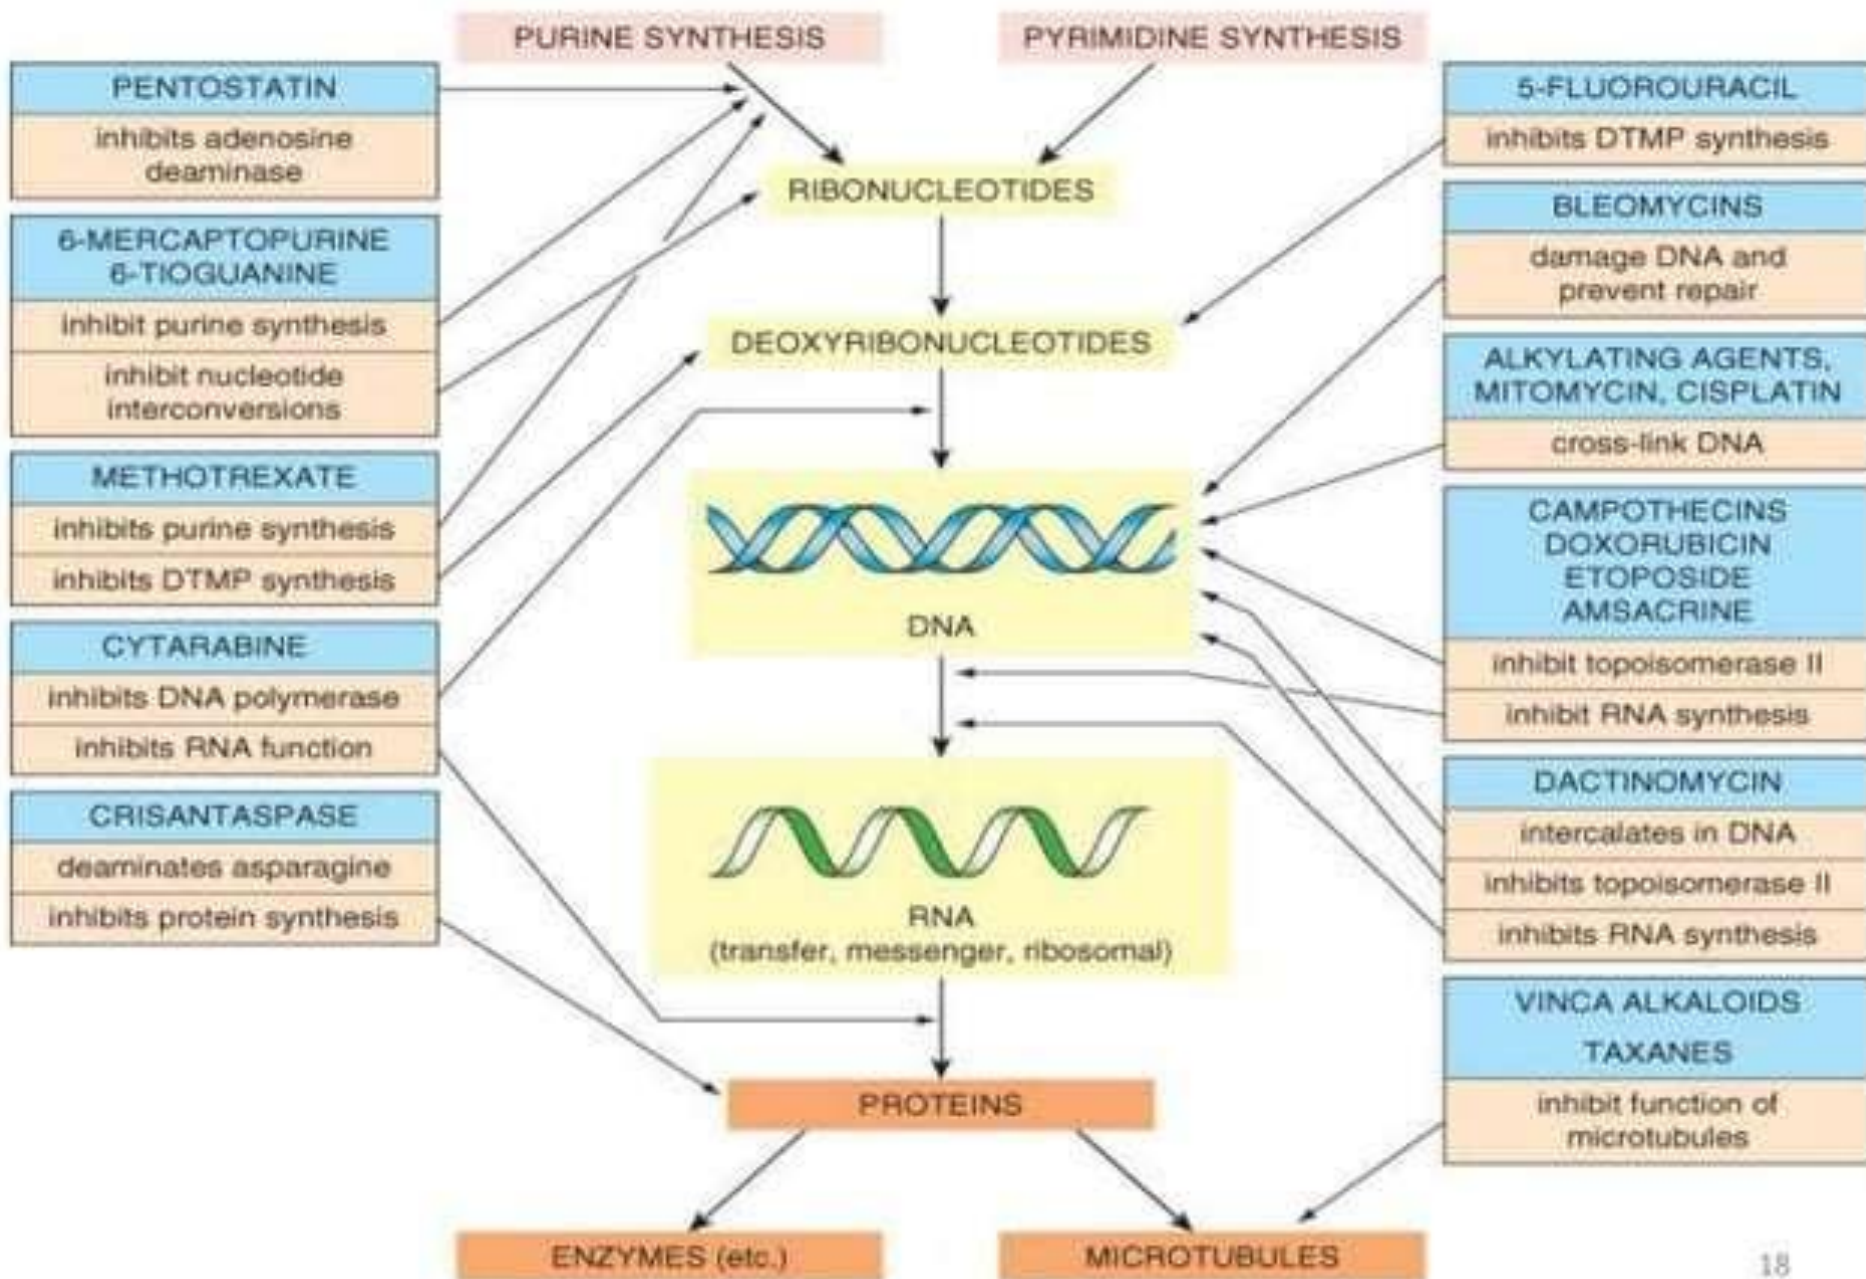 PURINE SYNTHESIS
PYRIMIDINE SYNTHESIS
PENTOSTATIN
inhibits adenosine
deaminase
6-MERCAPTOPURINE
6-TIOGUANINE
inhibit purine synthesis
inhibit nucleotide
interconversions
METHOTREXATE
inhibits purine synthesis
inhibits DTMP synthesis
CYTARABINE
inhibits DNA polymerase
inhibits RNA function
CRISANTASPASE
deaminates asparagine
inhibits protein synthesis
RIBONUCLEOTIDES
DEOXYRIBONUCLEOTIDES
DNA
RNA
(transfer, messenger, ribosomal)
PROTEINS
ENZYMES (etc.)
MICROTUBULES
5-FLUOROURACIL
inhibits DTMP synthesis
BLEOMYCINS
damage DNA and
prevent repair
ALKYLATING AGENTS,
MITOMYCIN, CISPLATIN
cross-link DNA
CAMPOTHECINS
DOXORUBICIN
ETOPOSIDE
AMSACRINE
inhibit topoisomerase II
inhibit RNA synthesis
DACTINOMYCIN
intercalates in DNA
inhibits topoisomerase II
inhibits RNA synthesis
VINCA ALKALOIDS
TAXANES
inhibit function of
microtubules
18